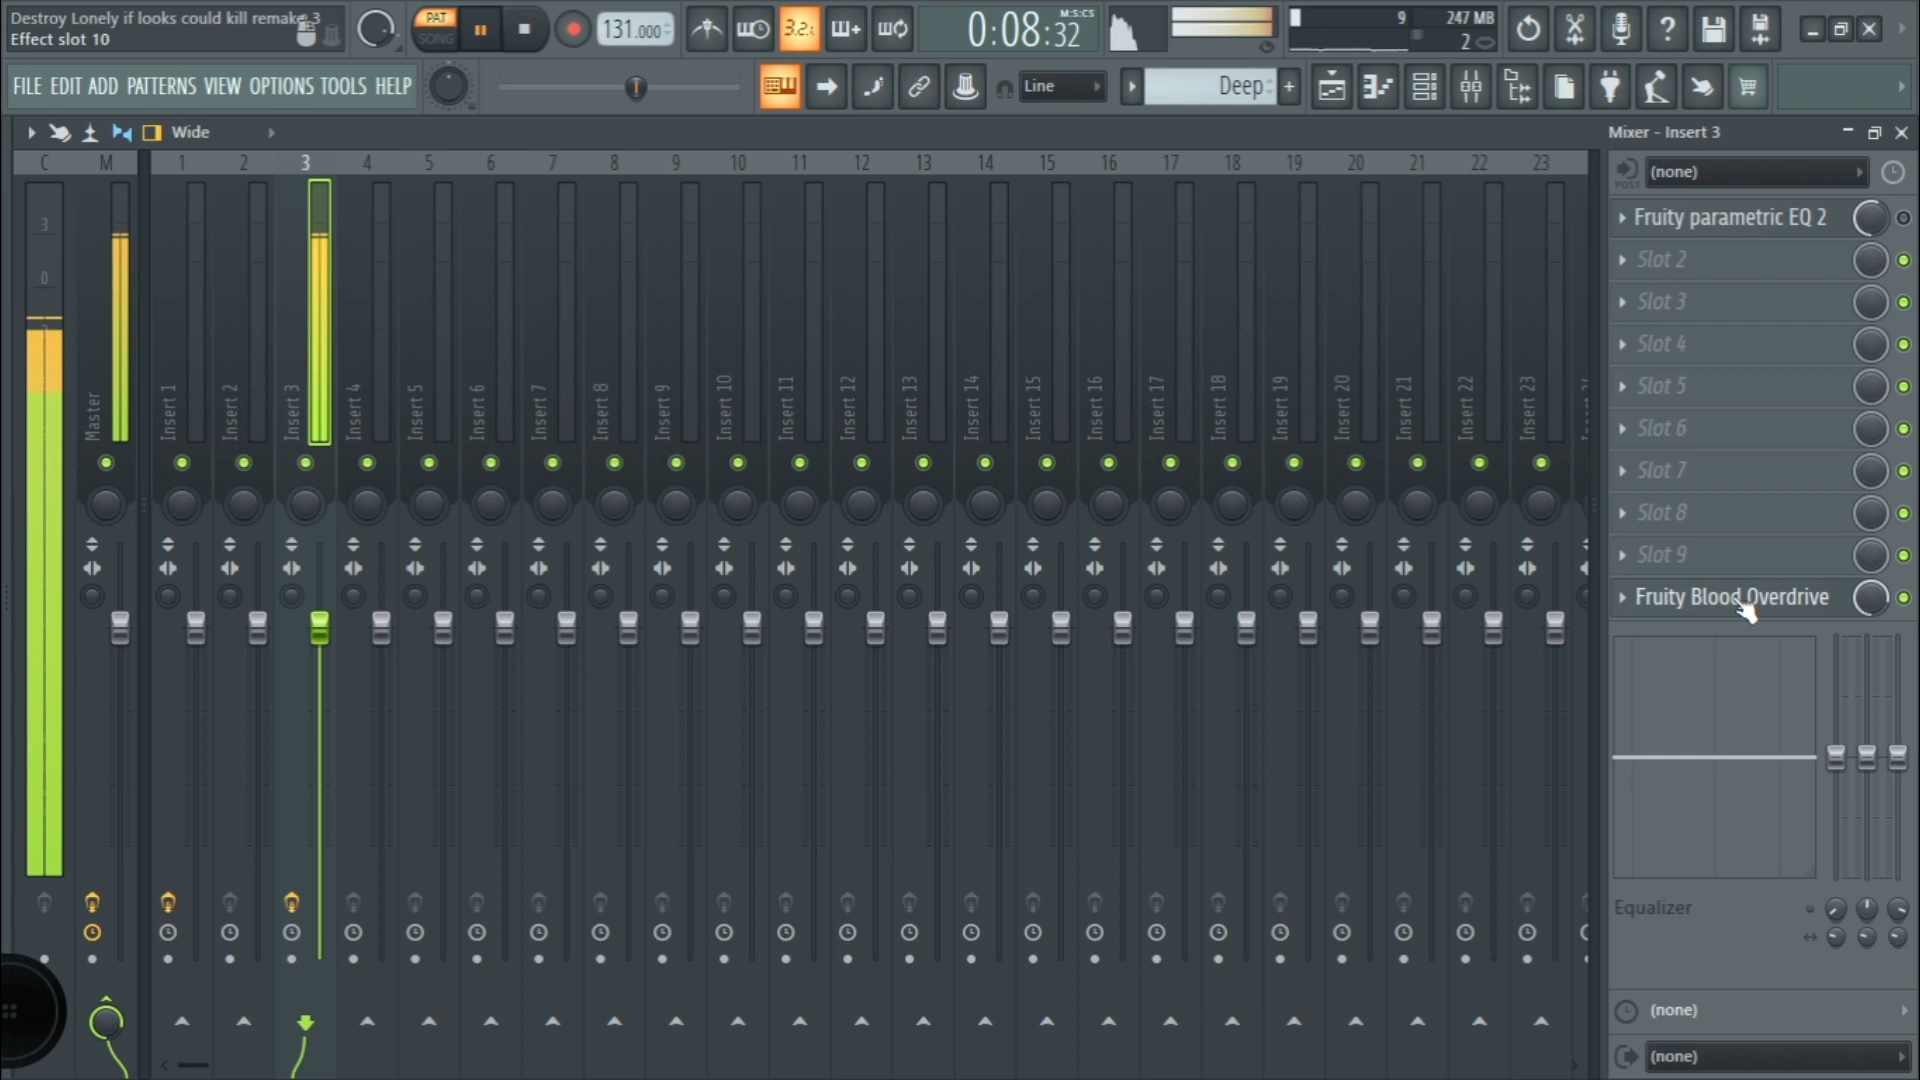 Destroy Lonely if looks could kill remake 3
Effect slot 10
PAT
SONG
131.000
3.2.
0:08:32
M:S:CS
9
247 MB
2
FILE EDIT ADD PATTERNS VIEW OPTIONS TOOLS HELP
Line
Deep
Wide
Mixer - Insert 3
C M 1 2 3 4 5 6 7 8 9 10 11 12 13 14 15 16 17 18 19 20 21 22 23
POST
(none)
3
0
Master
Insert 1
Insert 2
Insert 3
Insert 4
Insert 5
Insert 6
Insert 7
Insert 8
Insert 9
Insert 10
Insert 11
Insert 12
Insert 13
Insert 14
Insert 15
Insert 16
Insert 17
Insert 18
Insert 19
Insert 20
Insert 21
Insert 22
Insert 23
Fruity parametric EQ 2
Slot 2
Slot 3
Slot 4
Slot 5
Slot 6
Slot 7
Slot 8
Slot 9
Fruity Blood Overdrive
Equalizer
(none)
(none)